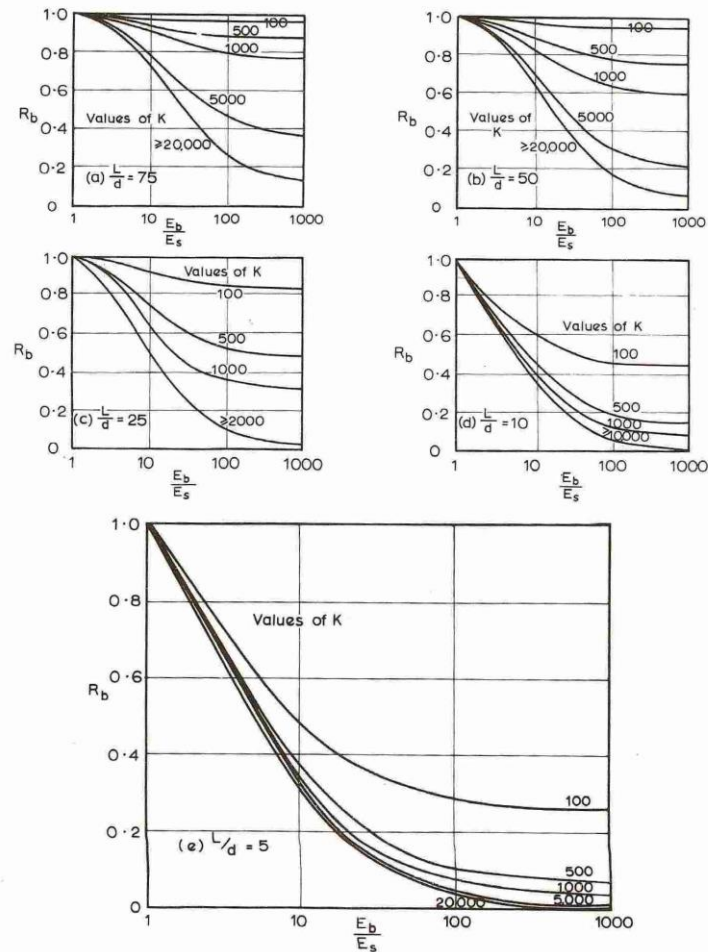 1·0
0·8
0·6
R_b
0·4
0·2
0
100
500
1000
5000
Values of K
≥20,000
(a) L/d = 75
1 10 100 1000
E_b/E_s
1·0
0·8
0·6
R_b
0·4
0·2
0
100
500
1000
5000
Values of K
≥20,000
(b) L/d = 50
1 10 100 1000
E_b/E_s
1·0
0·8
0·6
R_b
0·4
0·2
0
Values of K
100
500
1000
≥2000
(c) L/d = 25
1 10 100 1000
E_b/E_s
1·0
0·8
0·6
R_b
0·4
0·2
0
Values of K
100
500
1000
≥10000
(d) L/d = 10
1 10 100 1000
E_b/E_s
1·0
0·8
R_b
0·6
0·4
0·2
0
Values of K
100
500
1000
5,000
20,000
(e) L/d = 5
1 10 100 1000
E_b/E_s